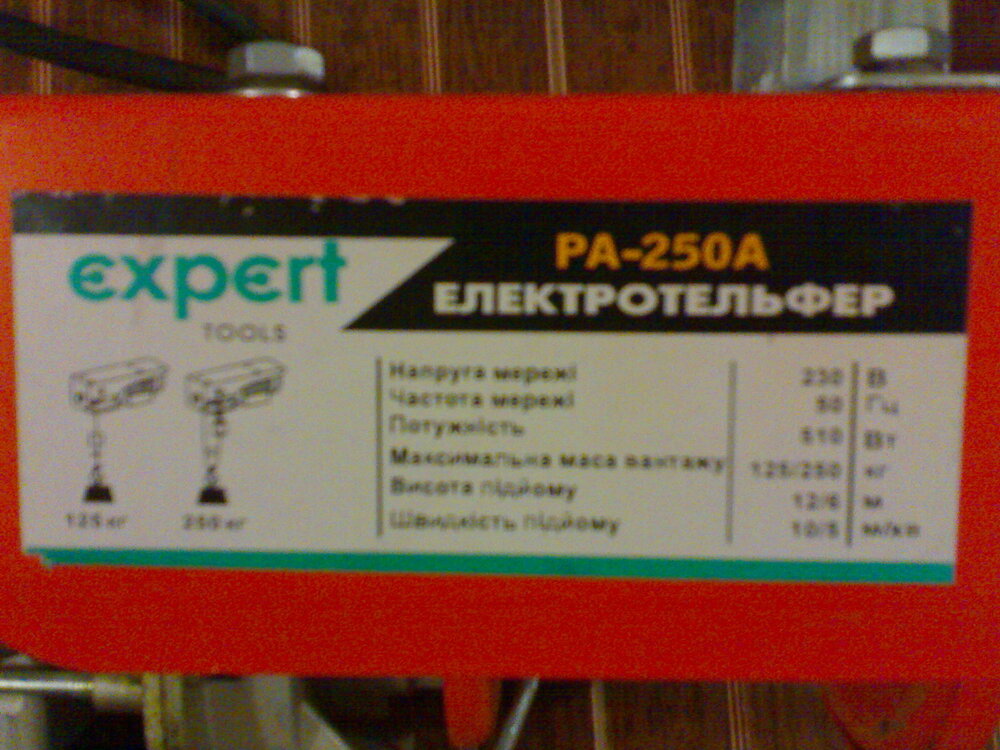 expert
TOOLS
PA-250A
ЕЛЕКТРОТЕЛЬФЕР
125 кг 250 кг
Напруга мережі 230 В
Частота мережі 50 Гц
Потужність 510 Вт
Максимальна маса вантажу 125/250 кг
Висота підйому 12/6 м
Швидкість підйому 10/5 м/хв